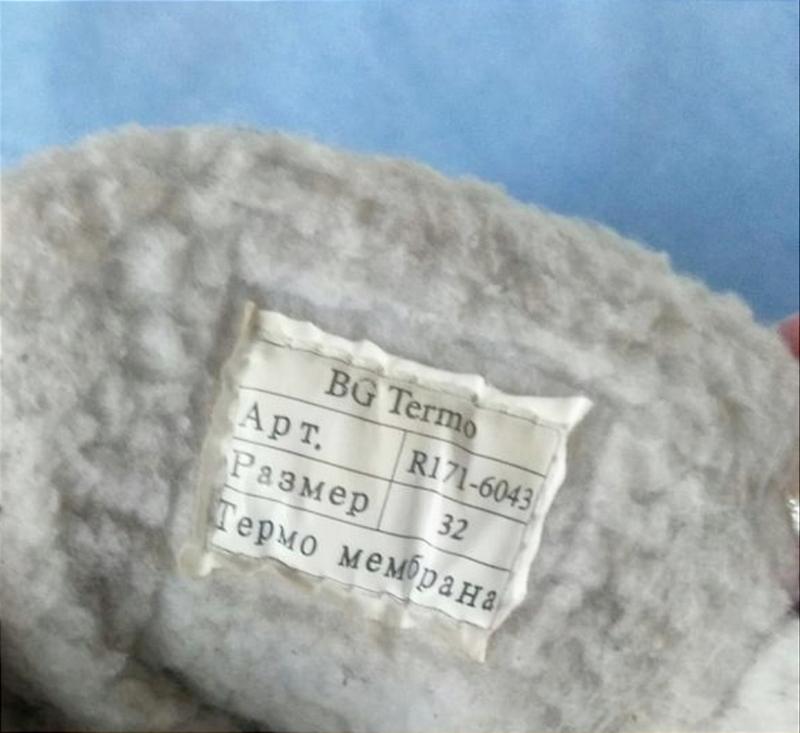 BG Termo
Арт. R171-6043
Размер 32
Термо мембрана